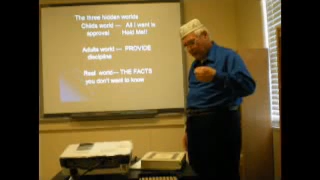 The three hidden worlds
Childs world — All I want is
approval Hold Me!!
Adults world — PROVIDE
discipline
Real world — THE FACTS
you don't want to know